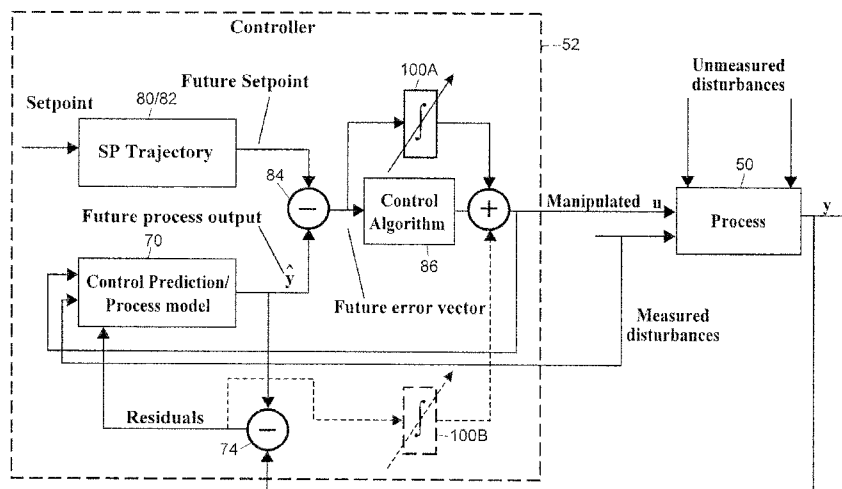 Controller
52
100A
Unmeasured
disturbances
Future Setpoint
80/82
Setpoint
∫
SP Trajectory
84
−
Control
Algorithm
+
86
Manipulated u
50
Process
y
Future process output
70
ŷ
Control Prediction/
Process model
Future error vector
Measured
disturbances
Residuals
−
74
∫
100B